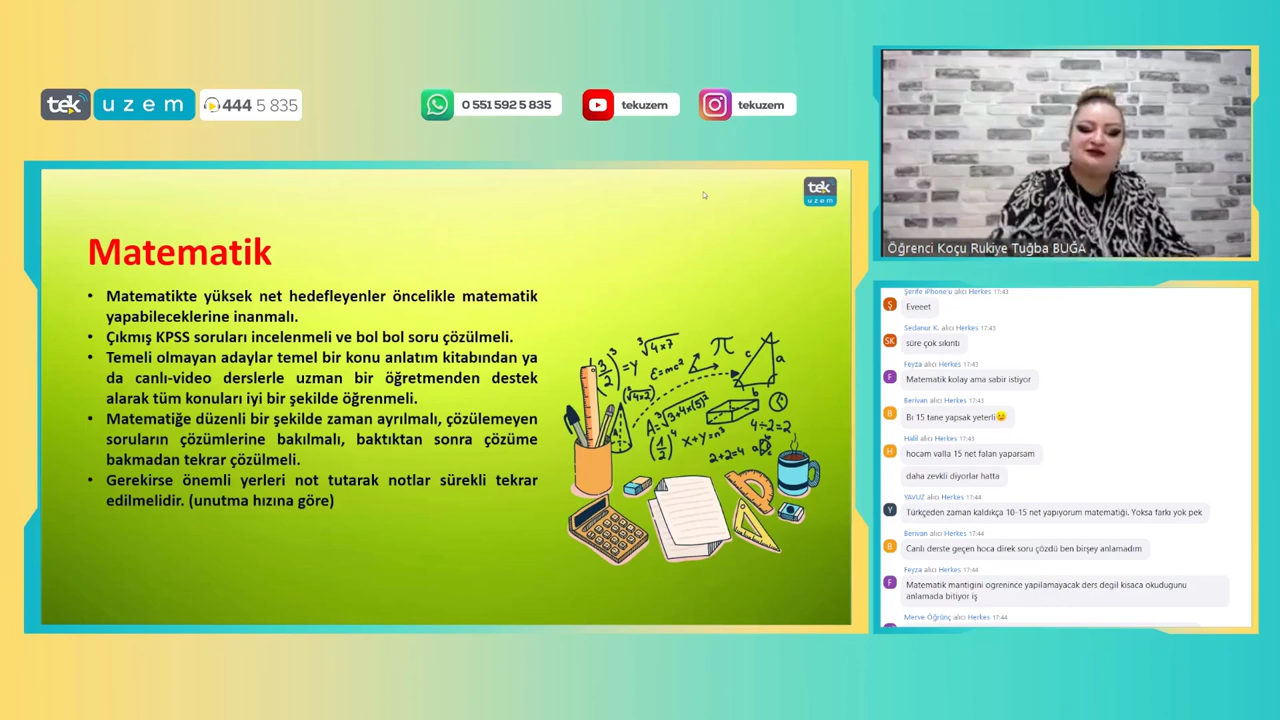 tek uzem 444 5 835
0 551 592 5 835
tekuzem
tekuzem
tek
uzem
Matematik
• Matematikte yüksek net hedefleyenler öncelikle matematik
yapabileceklerine inanmalı.
• Çıkmış KPSS soruları incelenmeli ve bol bol soru çözülmeli.
• Temeli olmayan adaylar temel bir konu anlatım kitabından ya
da canlı-video derslerle uzman bir öğretmenden destek
alarak tüm konuları iyi bir şekilde öğrenmeli.
• Matematiğe düzenli bir şekilde zaman ayrılmalı, çözülemeyen
soruların çözümlerine bakılmalı, baktıktan sonra çözüme
bakmadan tekrar çözülmeli.
• Gerekirse önemli yerleri not tutarak notlar sürekli tekrar
edilmelidir. (unutma hızına göre)
π
c
a
b
E=mc²
X+Y=n³
4÷2=2
2+2=4
Öğrenci Koçu Rukiye Tuğba BUĞA
Şerife iPhone'u alıcı Herkes 17:43
Ş
Eveeet
Sedanur K. alıcı Herkes 17:43
SK
süre çok sıkıntı
Feyza alıcı Herkes 17:43
F
Matematik kolay ama sabir istiyor
Berivan alıcı Herkes 17:43
B
Bı 15 tane yapsak yeterli😉
Halil alıcı Herkes 17:43
H
hocam valla 15 net falan yaparsam
daha zevkli diyorlar hatta
YAVUZ alıcı Herkes 17:44
Y
Türkçeden zaman kaldıkça 10-15 net yapıyorum matematiği. Yoksa farkı yok pek
Berivan alıcı Herkes 17:44
B
Canlı derste geçen hoca direk soru çözdü ben birşey anlamadım
Feyza alıcı Herkes 17:44
F
Matematik mantigini ogrenince yapilamayacak ders degil kisaca okudugunu
anlamada bitiyor iş
Merve Öğrünç alıcı Herkes 17:44